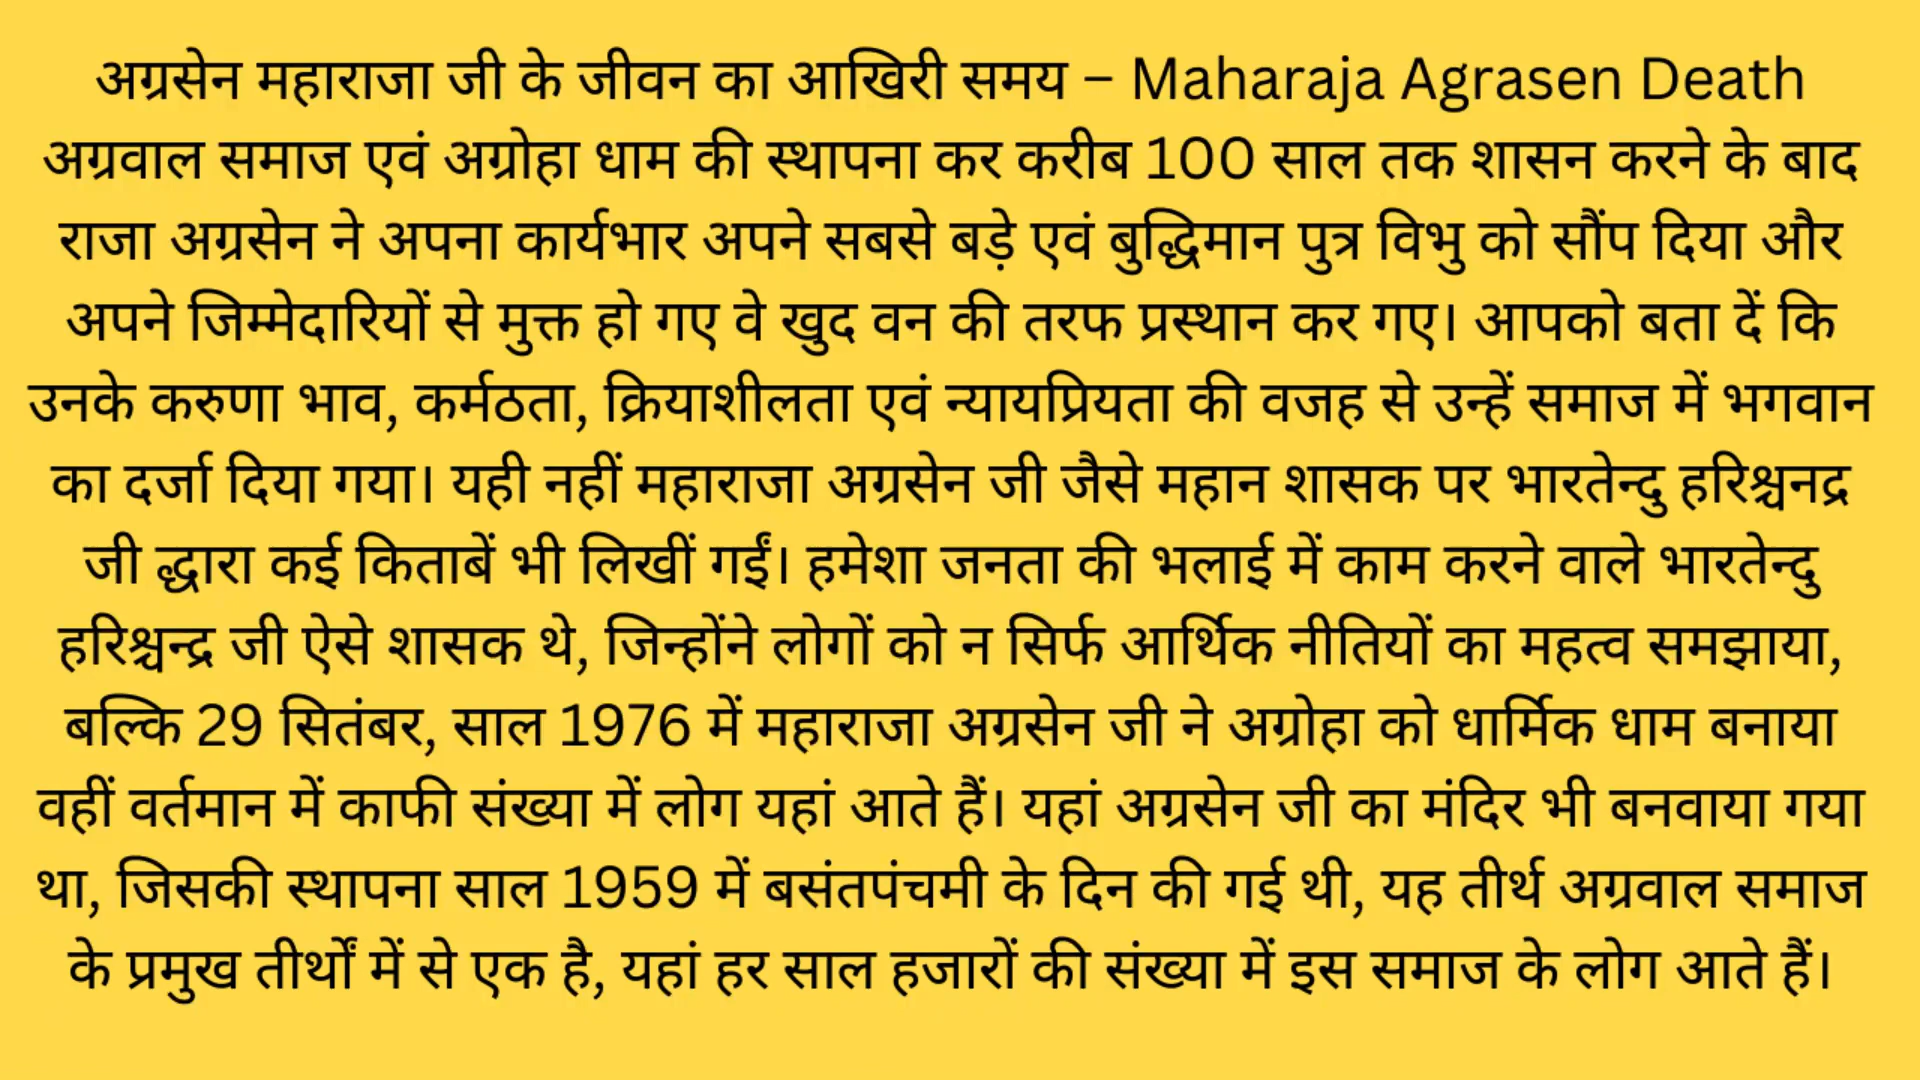 अग्रसेन महाराजा जी के जीवन का आखिरी समय – Maharaja Agrasen Death
अग्रवाल समाज एवं अग्रोहा धाम की स्थापना कर करीब 100 साल तक शासन करने के बाद
राजा अग्रसेन ने अपना कार्यभार अपने सबसे बड़े एवं बुद्धिमान पुत्र विभु को सौंप दिया और
अपने जिम्मेदारियों से मुक्त हो गए वे खुद वन की तरफ प्रस्थान कर गए। आपको बता दें कि
उनके करुणा भाव, कर्मठता, क्रियाशीलता एवं न्यायप्रियता की वजह से उन्हें समाज में भगवान
का दर्जा दिया गया। यही नहीं महाराजा अग्रसेन जी जैसे महान शासक पर भारतेन्दु हरिश्चनद्र
जी द्धारा कई किताबें भी लिखीं गईं। हमेशा जनता की भलाई में काम करने वाले भारतेन्दु
हरिश्चन्द्र जी ऐसे शासक थे, जिन्होंने लोगों को न सिर्फ आर्थिक नीतियों का महत्व समझाया,
बल्कि 29 सितंबर, साल 1976 में महाराजा अग्रसेन जी ने अग्रोहा को धार्मिक धाम बनाया
वहीं वर्तमान में काफी संख्या में लोग यहां आते हैं। यहां अग्रसेन जी का मंदिर भी बनवाया गया
था, जिसकी स्थापना साल 1959 में बसंतपंचमी के दिन की गई थी, यह तीर्थ अग्रवाल समाज
के प्रमुख तीर्थों में से एक है, यहां हर साल हजारों की संख्या में इस समाज के लोग आते हैं।